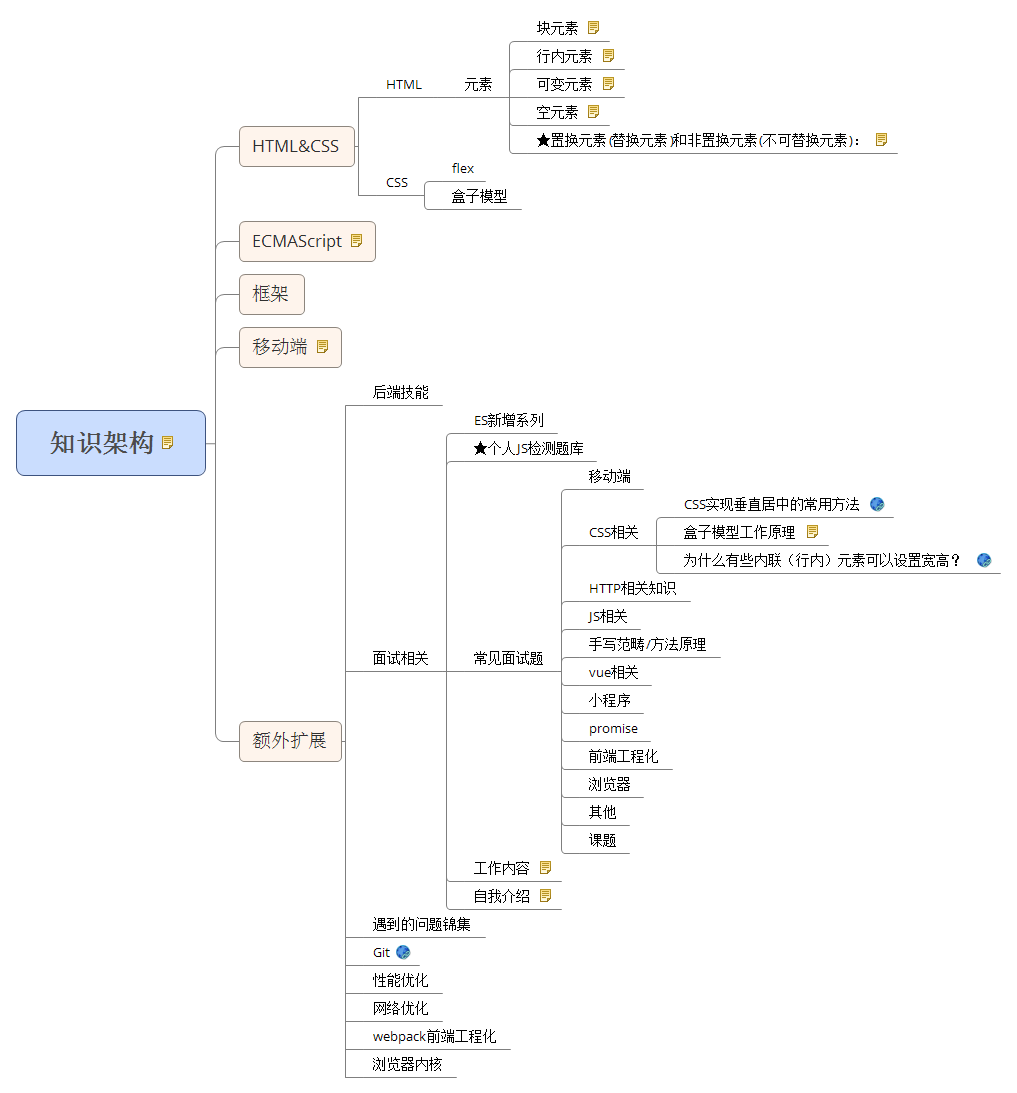 知识架构
HTML&CSS
HTML
元素
块元素
行内元素
可变元素
空元素
★置换元素(替换元素)和非置换元素(不可替换元素)：
CSS
flex
盒子模型
ECMAScript
框架
移动端
额外扩展
后端技能
面试相关
ES新增系列
★个人JS检测题库
常见面试题
移动端
CSS相关
CSS实现垂直居中的常用方法
盒子模型工作原理
为什么有些内联（行内）元素可以设置宽高？
HTTP相关知识
JS相关
手写范畴/方法原理
vue相关
小程序
promise
前端工程化
浏览器
其他
课题
工作内容
自我介绍
遇到的问题锦集
Git
性能优化
网络优化
webpack前端工程化
浏览器内核